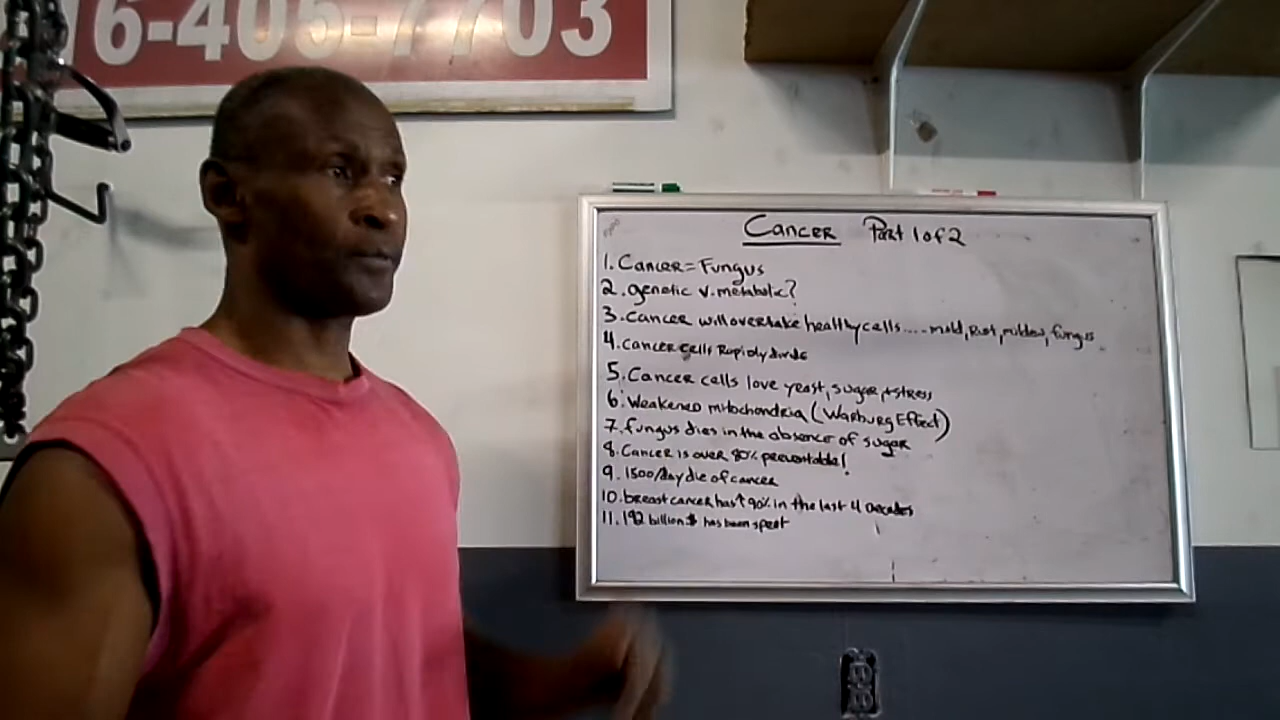 16-405-7703
Cancer Part 1 of 2
1. Cancer = Fungus
2. genetic v. metabolic?
3. Cancer will overtake healthy cells .... mold, Rust, mildew, fungus
4. cancer cells Rapidly divide
5. Cancer cells love yeast, sugar, + stress
6. Weakened mitochondria (Warburg Effect)
7. fungus dies in the absence of sugar
8. Cancer is over 80% preventable!
9. 1500/day die of cancer
10. breast cancer has ↑ 90% in the last 4 decades
11. 192 billion $ has been spent